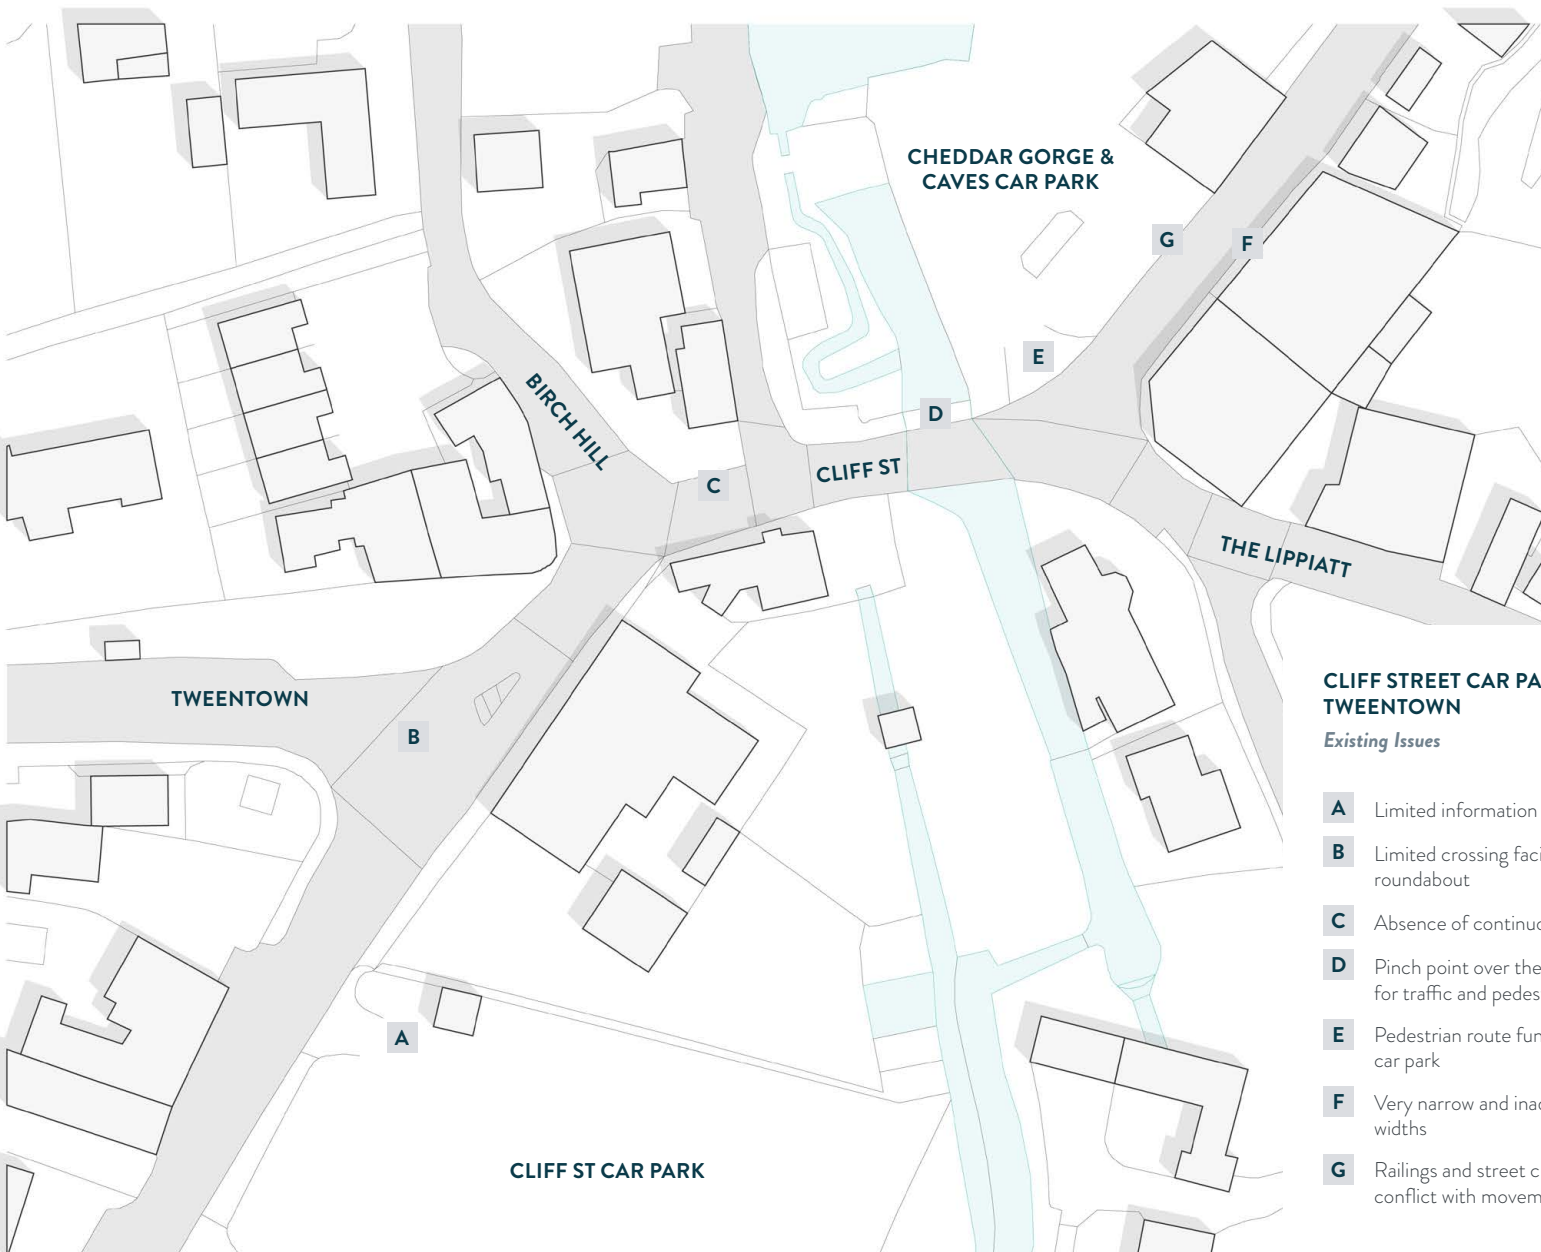 CHEDDAR GORGE &
CAVES CAR PARK
G
F
E
BIRCH HILL
D
CLIFF ST
C
THE LIPPIATT
TWEENTOWN
B
A
CLIFF ST CAR PARK
CLIFF STREET CAR PA
TWEENTOWN
Existing Issues
A Limited information
B Limited crossing faci
roundabout
C Absence of continuo
D Pinch point over the
for traffic and pedes
E Pedestrian route fun
car park
F Very narrow and inad
widths
G Railings and street c
conflict with movem